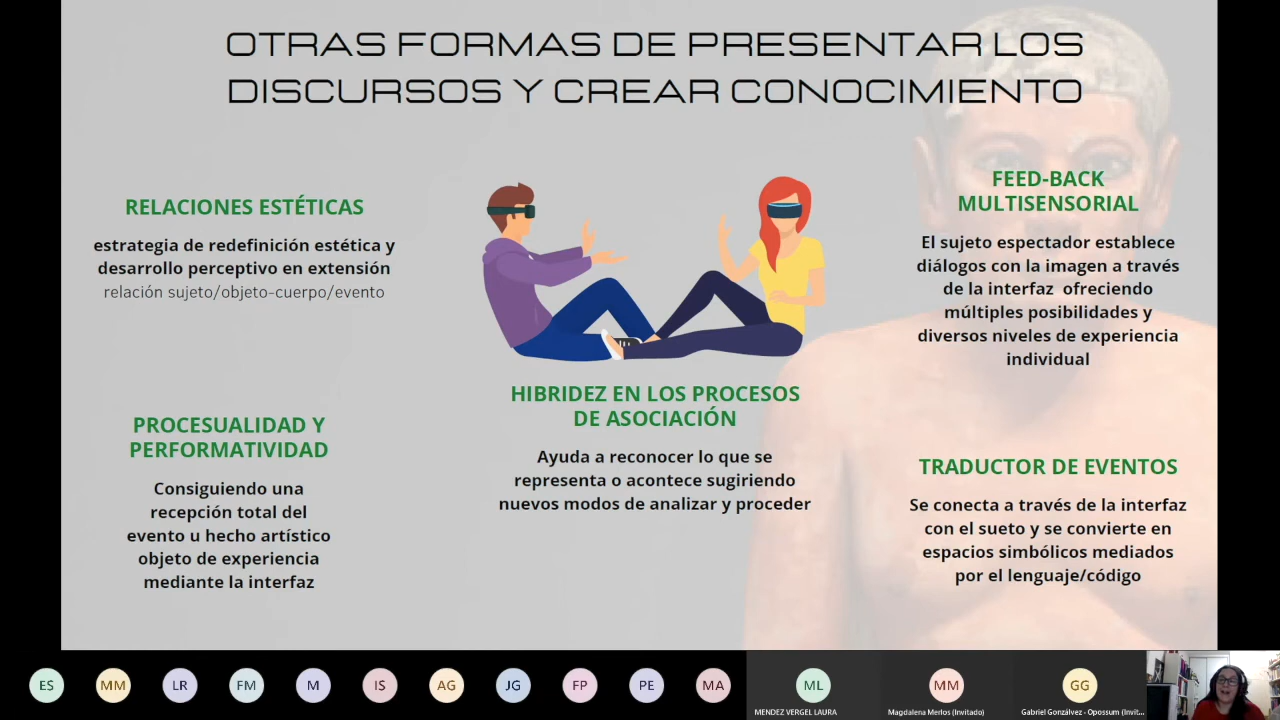 OTRAS FORMAS DE PRESENTAR LOS
DISCURSOS Y CREAR CONOCIMIENTO
RELACIONES ESTÉTICAS
estrategia de redefinición estética y
desarrollo perceptivo en extensión
relación sujeto/objeto-cuerpo/evento
PROCESUALIDAD Y
PERFORMATIVIDAD
Consiguiendo una
recepción total del
evento u hecho artístico
objeto de experiencia
mediante la interfaz
HIBRIDEZ EN LOS PROCESOS
DE ASOCIACIÓN
Ayuda a reconocer lo que se
representa o acontece sugiriendo
nuevos modos de analizar y proceder
FEED-BACK
MULTISENSORIAL
El sujeto espectador establece
diálogos con la imagen a través
de la interfaz ofreciendo
múltiples posibilidades y
diversos niveles de experiencia
individual
TRADUCTOR DE EVENTOS
Se conecta a través de la interfaz
con el sueto y se convierte en
espacios simbólicos mediados
por el lenguaje/código
ES MM LR FM M IS AG JG FP PE MA ML MM GG
MENDEZ VERGEL LAURA
Magdalena Merlos (Invitado)
Gabriel Gonzálvez - Opossum (Invit...